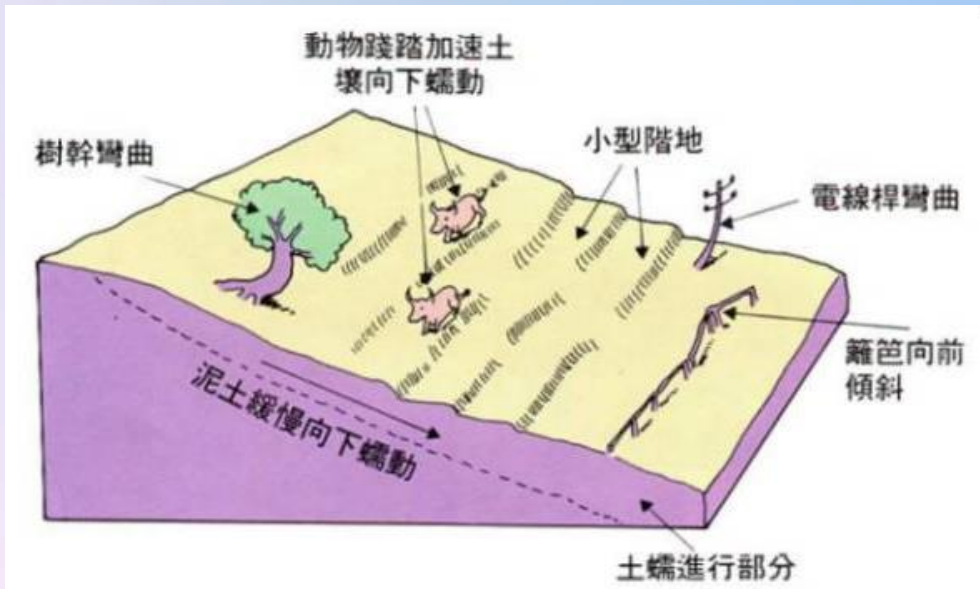 動物踐踏加速土
壤向下蠕動
樹幹彎曲
小型階地
電線桿彎曲
籬笆向前
傾斜
泥土緩慢向下蠕動
土蠕進行部分